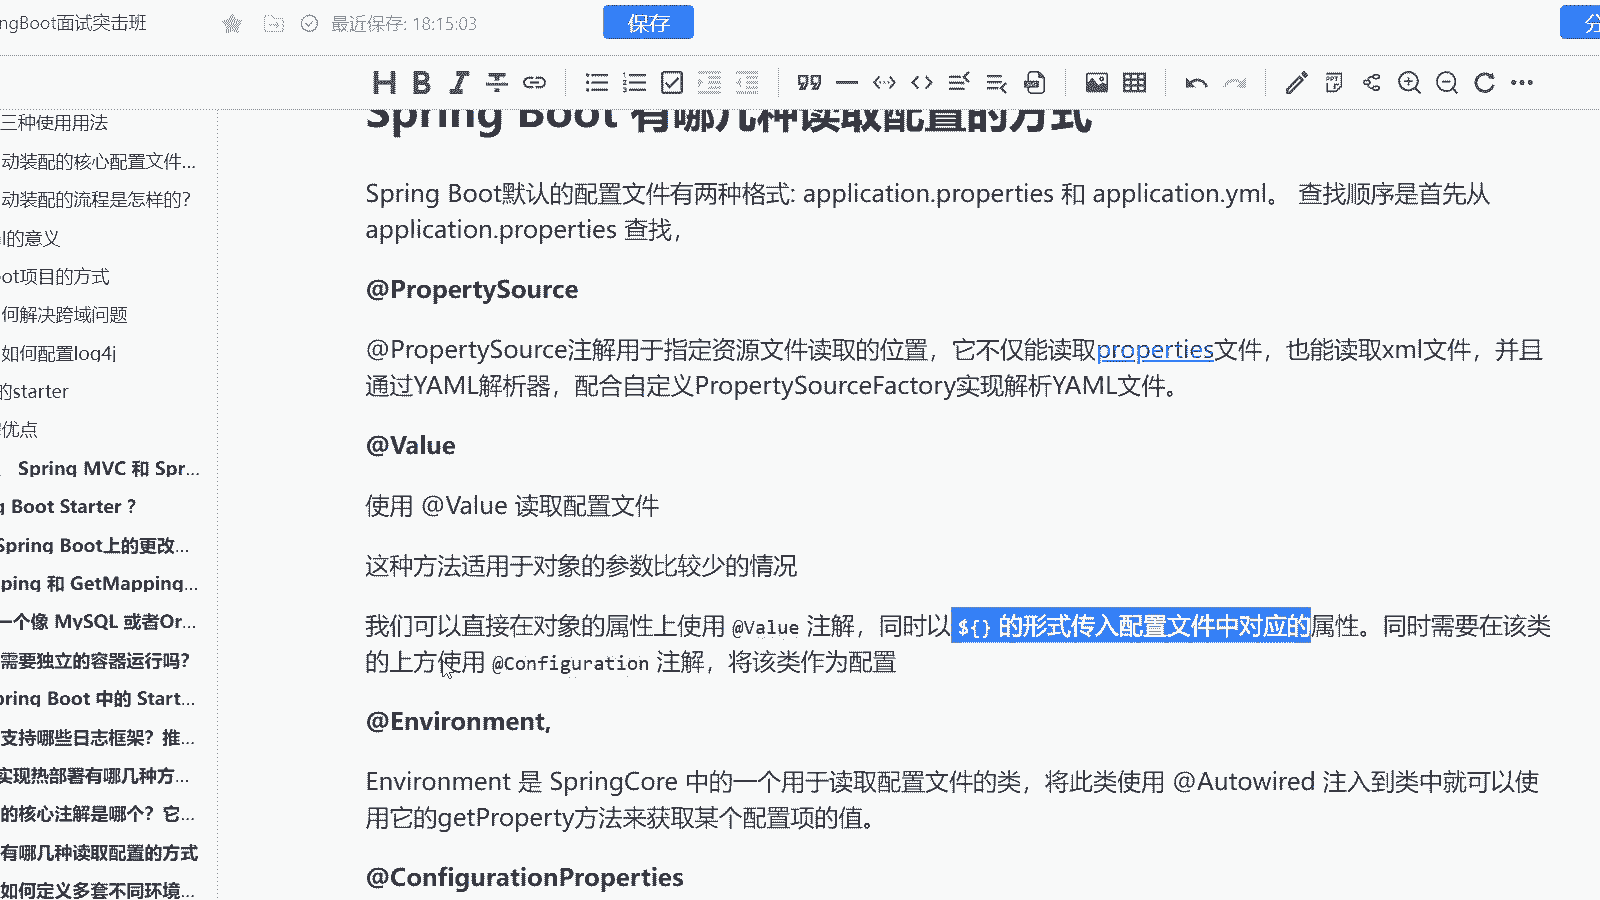 ngBoot面试突击班
最近保存: 18:15:03
保存
分
三种使用用法
动装配的核心配置文件...
动装配的流程是怎样的?
l的意义
ot项目的方式
何解决跨域问题
如何配置log4j
的starter
优点
Spring MVC 和 Spr...
g Boot Starter ?
Spring Boot上的更改...
ping 和 GetMapping...
一个像 MySQL 或者Or...
需要独立的容器运行吗?
pring Boot 中的 Start...
支持哪些日志框架? 推...
实现热部署有哪几种方...
的核心注解是哪个? 它...
有哪几种读取配置的方式
如何定义多套不同环境...
Spring Boot 有哪几种读取配置的方式
Spring Boot默认的配置文件有两种格式: application.properties 和 application.yml。 查找顺序是首先从
application.properties 查找，
@PropertySource
@PropertySource注解用于指定资源文件读取的位置，它不仅能读取properties文件，也能读取xml文件，并且
通过YAML解析器，配合自定义PropertySourceFactory实现解析YAML文件。
@Value
使用 @Value 读取配置文件
这种方法适用于对象的参数比较少的情况
我们可以直接在对象的属性上使用 @Value 注解，同时以 ${} 的形式传入配置文件中对应的属性。同时需要在该类
的上方使用 @Configuration 注解，将该类作为配置
@Environment,
Environment 是 SpringCore 中的一个用于读取配置文件的类，将此类使用 @Autowired 注入到类中就可以使
用它的getProperty方法来获取某个配置项的值。
@ConfigurationProperties